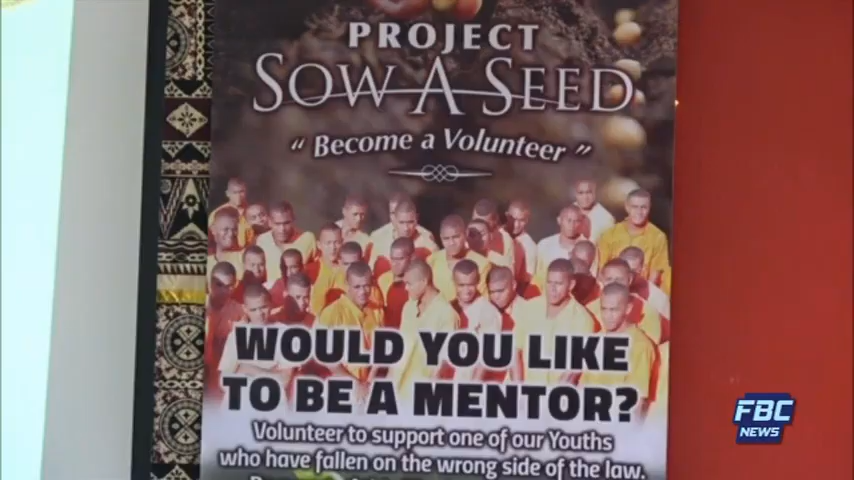 PROJECT
SOW A SEED
" Become a Volunteer "
WOULD YOU LIKE
TO BE A MENTOR?
Volunteer to support one of our Youths
who have fallen on the wrong side of the law.
FBC
NEWS